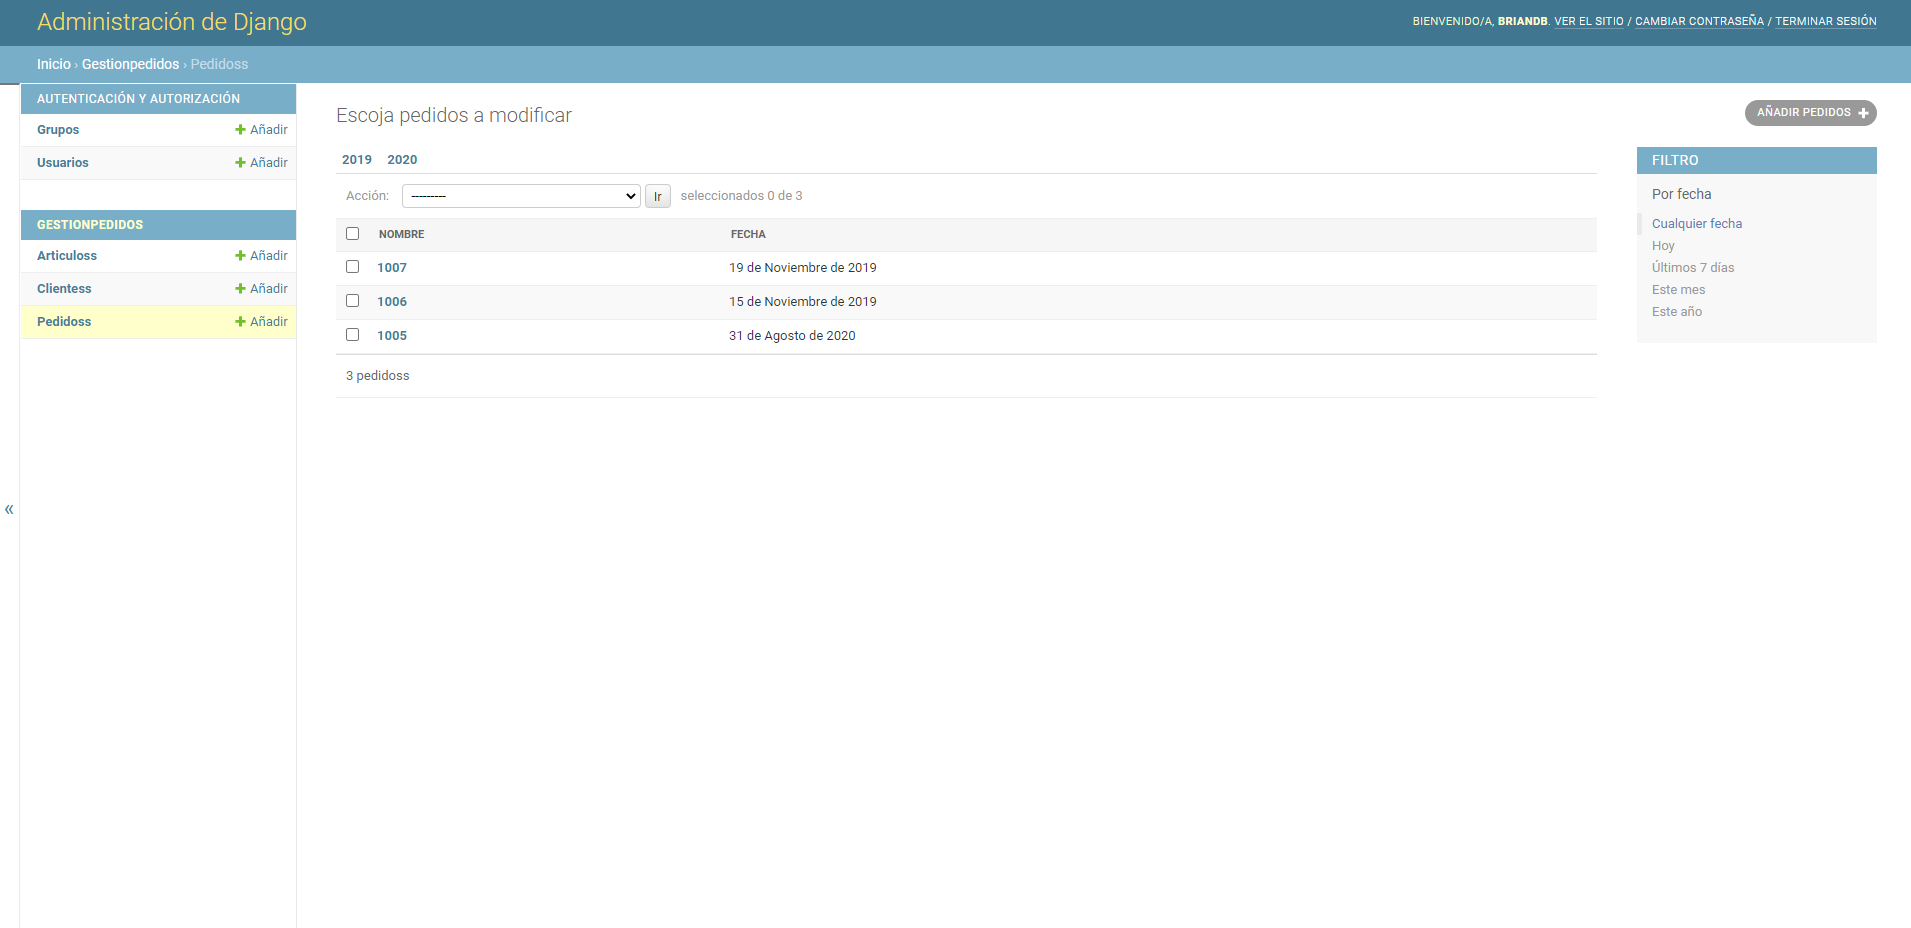 Administración de Django
BIENVENIDO/A, BRIANDB. VER EL SITIO / CAMBIAR CONTRASEÑA / TERMINAR SESIÓN
Inicio › Gestionpedidos › Pedidoss
AUTENTICACIÓN Y AUTORIZACIÓN
Grupos + Añadir
Usuarios + Añadir
GESTIONPEDIDOS
Articuloss + Añadir
Clientess + Añadir
Pedidoss + Añadir
«
Escoja pedidos a modificar
AÑADIR PEDIDOS +
2019 2020
Acción: --------- Ir seleccionados 0 de 3
NOMBRE FECHA
1007 19 de Noviembre de 2019
1006 15 de Noviembre de 2019
1005 31 de Agosto de 2020
3 pedidoss
FILTRO
Por fecha
Cualquier fecha
Hoy
Últimos 7 días
Este mes
Este año